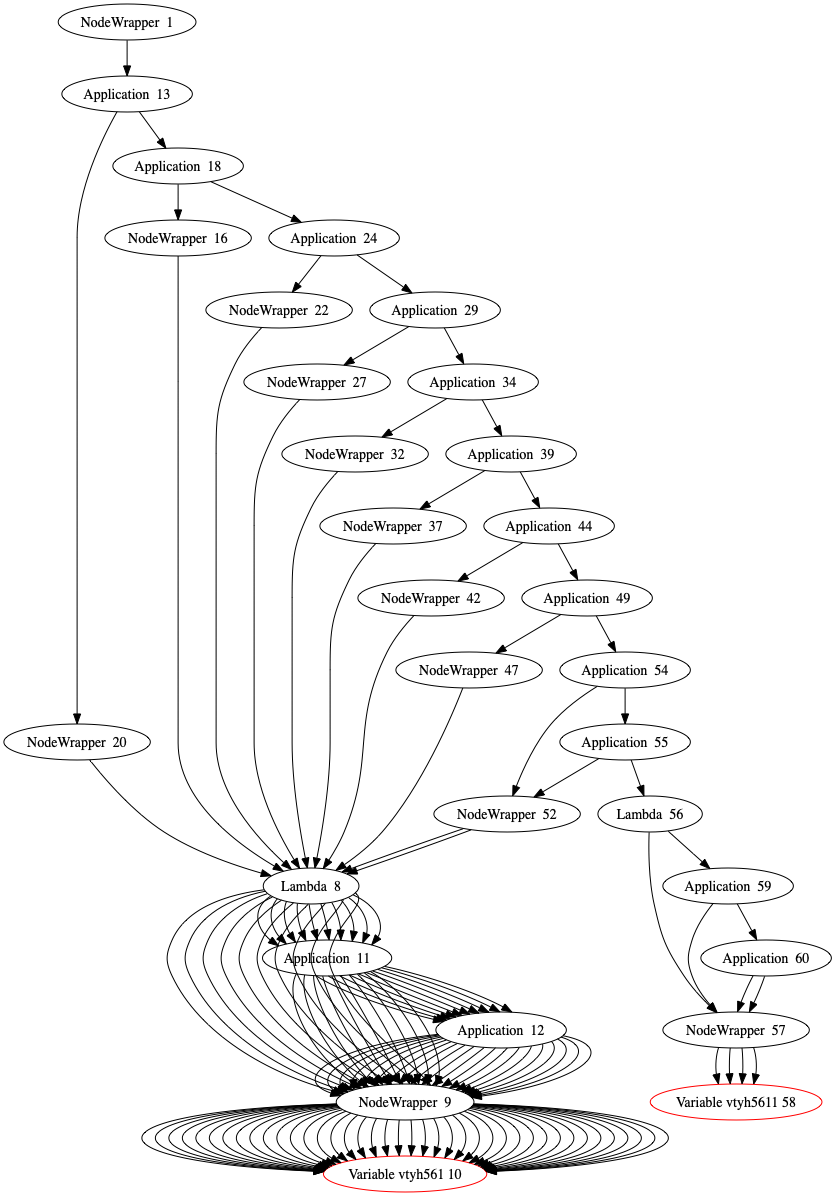 NodeWrapper 1
Application 13
Application 18
NodeWrapper 16
Application 24
NodeWrapper 22
Application 29
NodeWrapper 27
Application 34
NodeWrapper 32
Application 39
NodeWrapper 37
Application 44
NodeWrapper 42
Application 49
NodeWrapper 47
Application 54
NodeWrapper 20
Application 55
NodeWrapper 52
Lambda 56
Lambda 8
Application 59
Application 11
Application 60
Application 12
NodeWrapper 57
NodeWrapper 9
Variable vtyh5611 58
Variable vtyh561 10